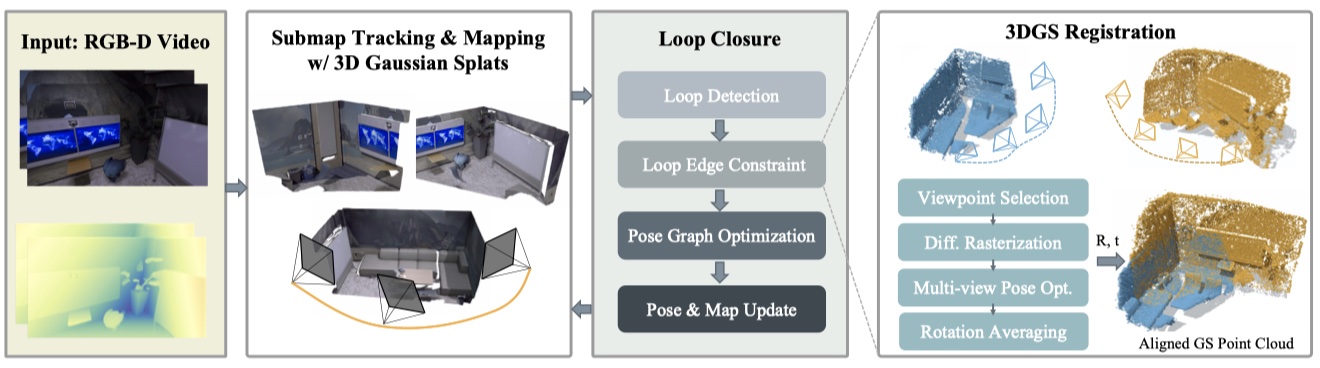 Input: RGB-D Video
Submap Tracking & Mapping
w/ 3D Gaussian Splats
Loop Closure
Loop Detection
Loop Edge Constraint
Pose Graph Optimization
Pose & Map Update
3DGS Registration
Viewpoint Selection
Diff. Rasterization
Multi-view Pose Opt.
Rotation Averaging
R, t
Aligned GS Point Cloud